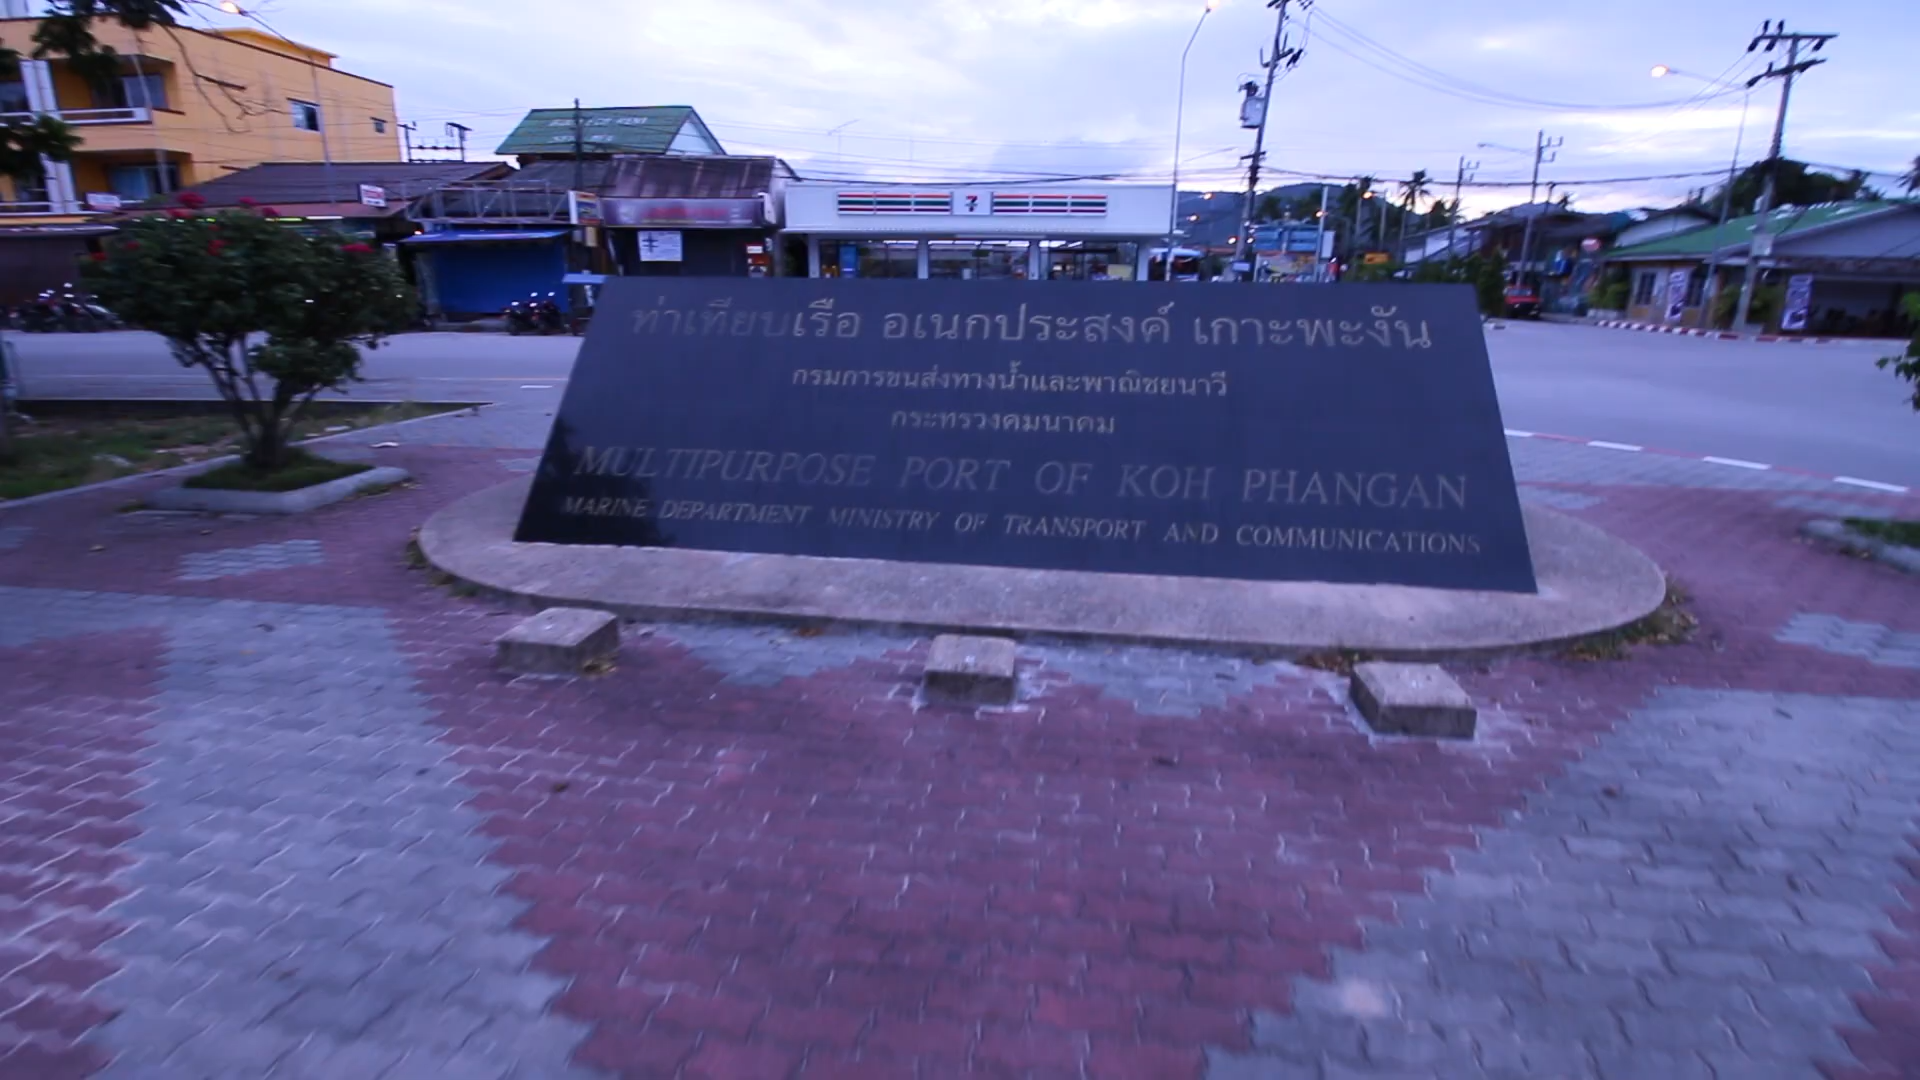 7
ท่าเทียบเรือ อเนกประสงค์ เกาะพะงัน
กรมการขนส่งทางน้ำและพาณิชยนาวี
กระทรวงคมนาคม
MULTIPURPOSE PORT OF KOH PHANGAN
MARINE DEPARTMENT MINISTRY OF TRANSPORT AND COMMUNICATIONS